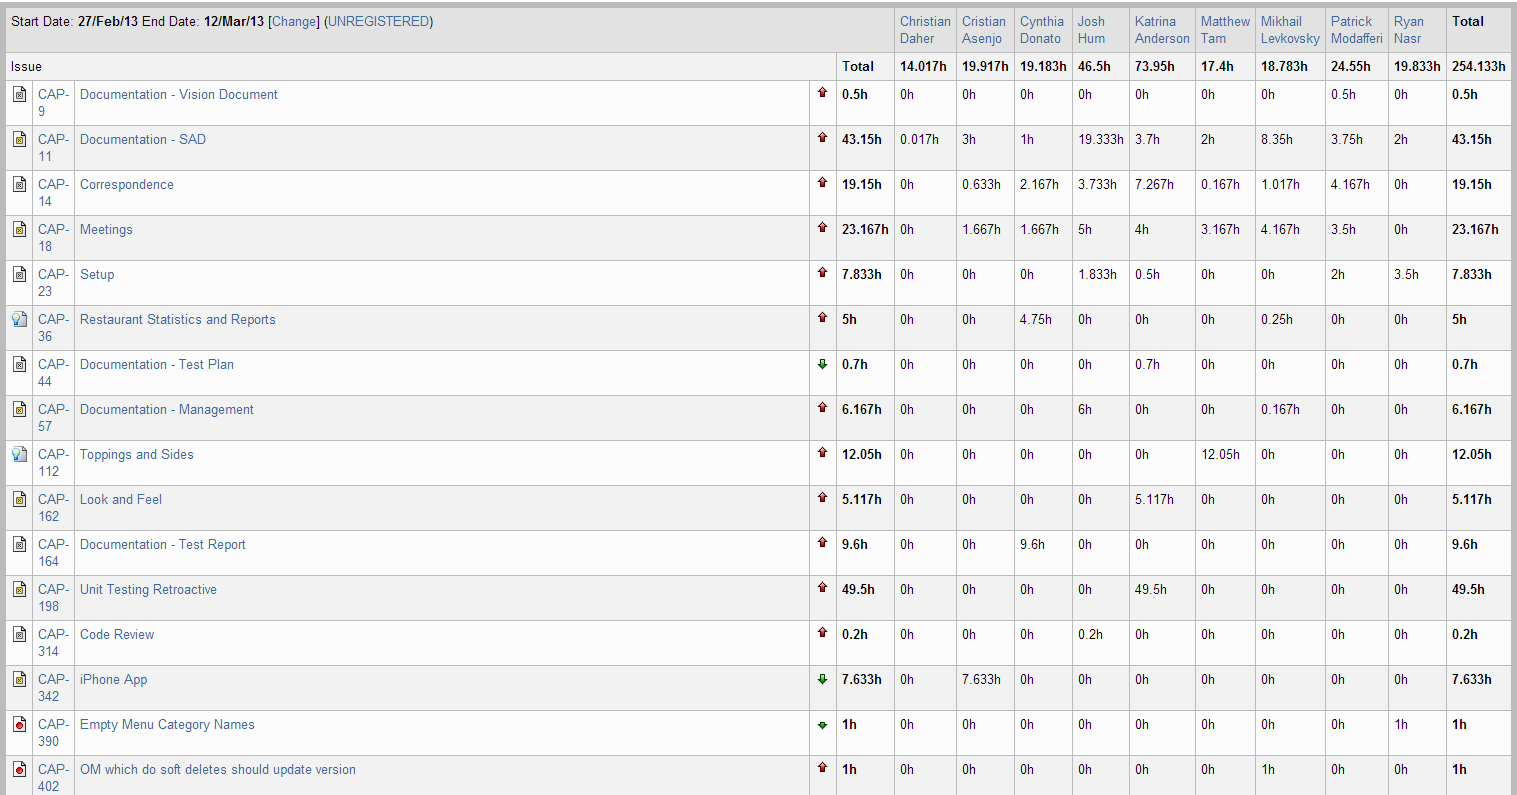 Start Date: 27/Feb/13 End Date: 12/Mar/13 [Change] (UNREGISTERED) Christian Daher Cristian Asenjo Cynthia Donato Josh Hum Katrina Anderson Matthew Tam Mikhail Levkovsky Patrick Modafferi Ryan Nasr Total
Issue Total 14.017h 19.917h 19.183h 46.5h 73.95h 17.4h 18.783h 24.55h 19.833h 254.133h
CAP-9 Documentation - Vision Document 0.5h 0h 0h 0h 0h 0h 0h 0h 0.5h 0h 0.5h
CAP-11 Documentation - SAD 43.15h 0.017h 3h 1h 19.333h 3.7h 2h 8.35h 3.75h 2h 43.15h
CAP-14 Correspondence 19.15h 0h 0.633h 2.167h 3.733h 7.267h 0.167h 1.017h 4.167h 0h 19.15h
CAP-18 Meetings 23.167h 0h 1.667h 1.667h 5h 4h 3.167h 4.167h 3.5h 0h 23.167h
CAP-23 Setup 7.833h 0h 0h 0h 1.833h 0.5h 0h 0h 2h 3.5h 7.833h
CAP-36 Restaurant Statistics and Reports 5h 0h 0h 4.75h 0h 0h 0h 0.25h 0h 0h 5h
CAP-44 Documentation - Test Plan 0.7h 0h 0h 0h 0h 0.7h 0h 0h 0h 0h 0.7h
CAP-57 Documentation - Management 6.167h 0h 0h 0h 6h 0h 0h 0.167h 0h 0h 6.167h
CAP-112 Toppings and Sides 12.05h 0h 0h 0h 0h 0h 12.05h 0h 0h 0h 12.05h
CAP-162 Look and Feel 5.117h 0h 0h 0h 0h 5.117h 0h 0h 0h 0h 5.117h
CAP-164 Documentation - Test Report 9.6h 0h 0h 9.6h 0h 0h 0h 0h 0h 0h 9.6h
CAP-198 Unit Testing Retroactive 49.5h 0h 0h 0h 0h 49.5h 0h 0h 0h 0h 49.5h
CAP-314 Code Review 0.2h 0h 0h 0h 0.2h 0h 0h 0h 0h 0h 0.2h
CAP-342 iPhone App 7.633h 0h 7.633h 0h 0h 0h 0h 0h 0h 0h 7.633h
CAP-390 Empty Menu Category Names 1h 0h 0h 0h 0h 0h 0h 0h 0h 1h 1h
CAP-402 OM which do soft deletes should update version 1h 0h 0h 0h 0h 0h 0h 1h 0h 0h 1h